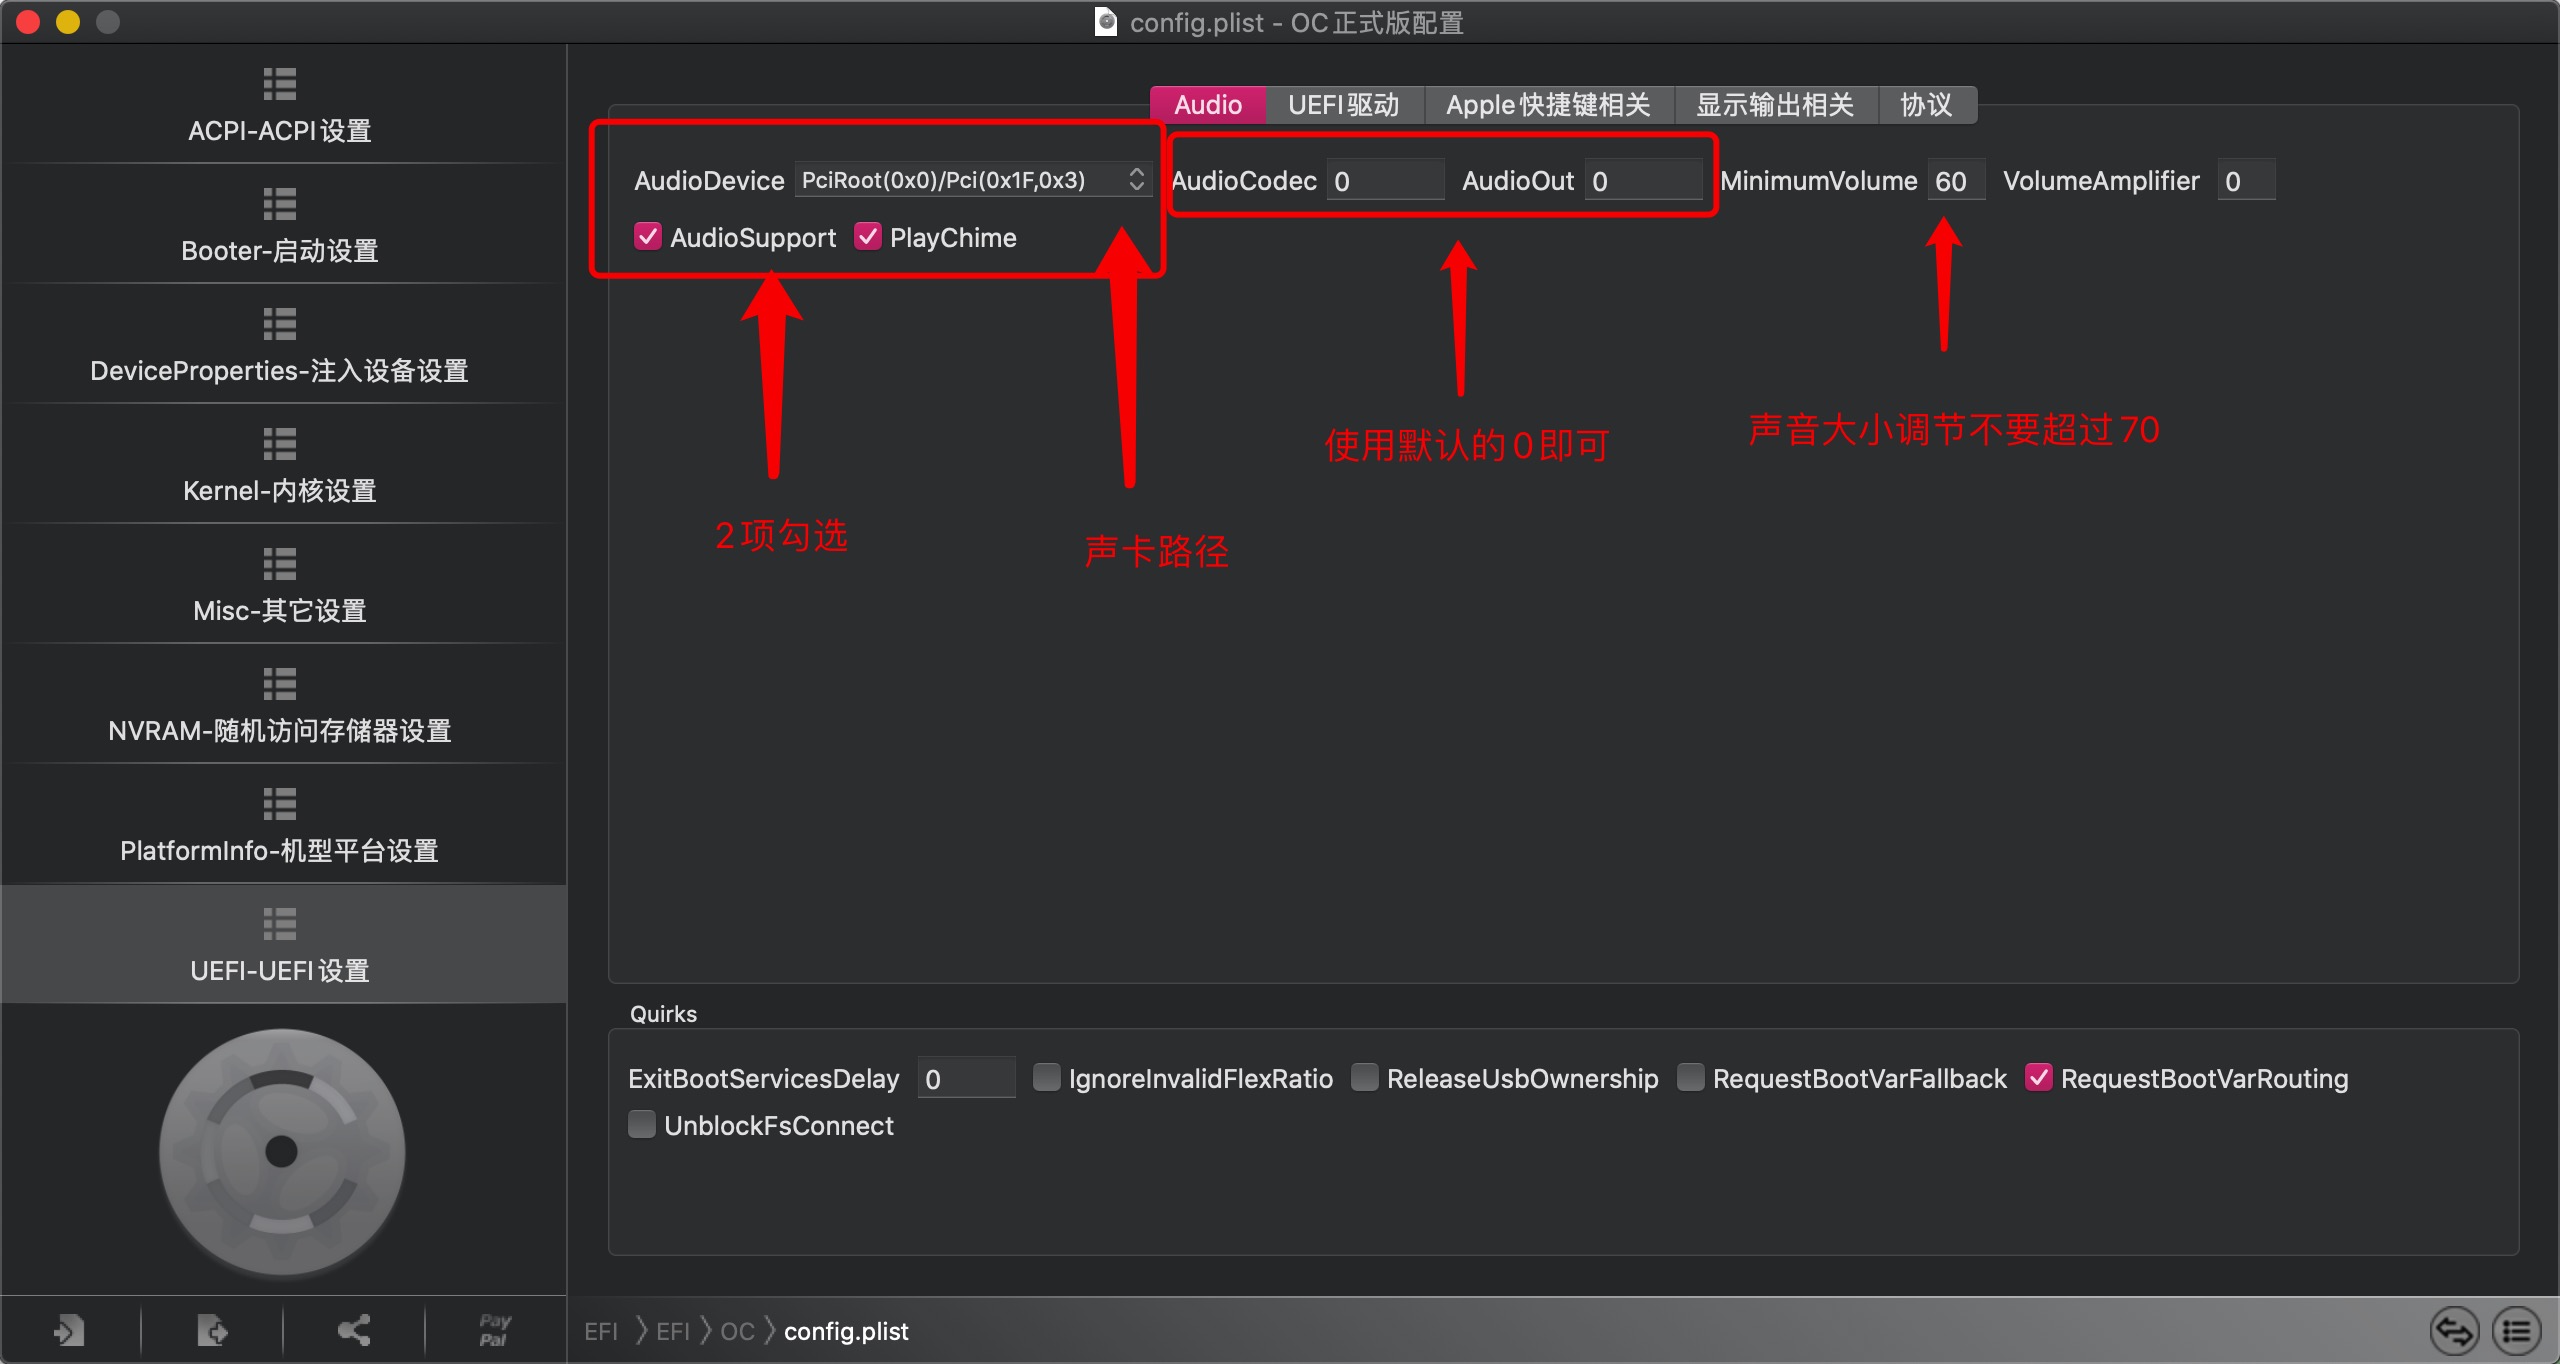 config.plist - OC正式版配置
ACPI-ACPI设置
Booter-启动设置
DeviceProperties-注入设备设置
Kernel-内核设置
Misc-其它设置
NVRAM-随机访问存储器设置
PlatformInfo-机型平台设置
UEFI-UEFI设置
Pay
Pal
Audio UEFI驱动 Apple快捷键相关 显示输出相关 协议
AudioDevice PciRoot(0x0)/Pci(0x1F,0x3) AudioCodec 0 AudioOut 0 MinimumVolume 60 VolumeAmplifier 0
AudioSupport PlayChime
使用默认的0即可
声音大小调节不要超过70
2项勾选
声卡路径
Quirks
ExitBootServicesDelay 0 IgnoreInvalidFlexRatio ReleaseUsbOwnership RequestBootVarFallback RequestBootVarRouting
UnblockFsConnect
EFI 〉 EFI 〉 OC 〉 config.plist